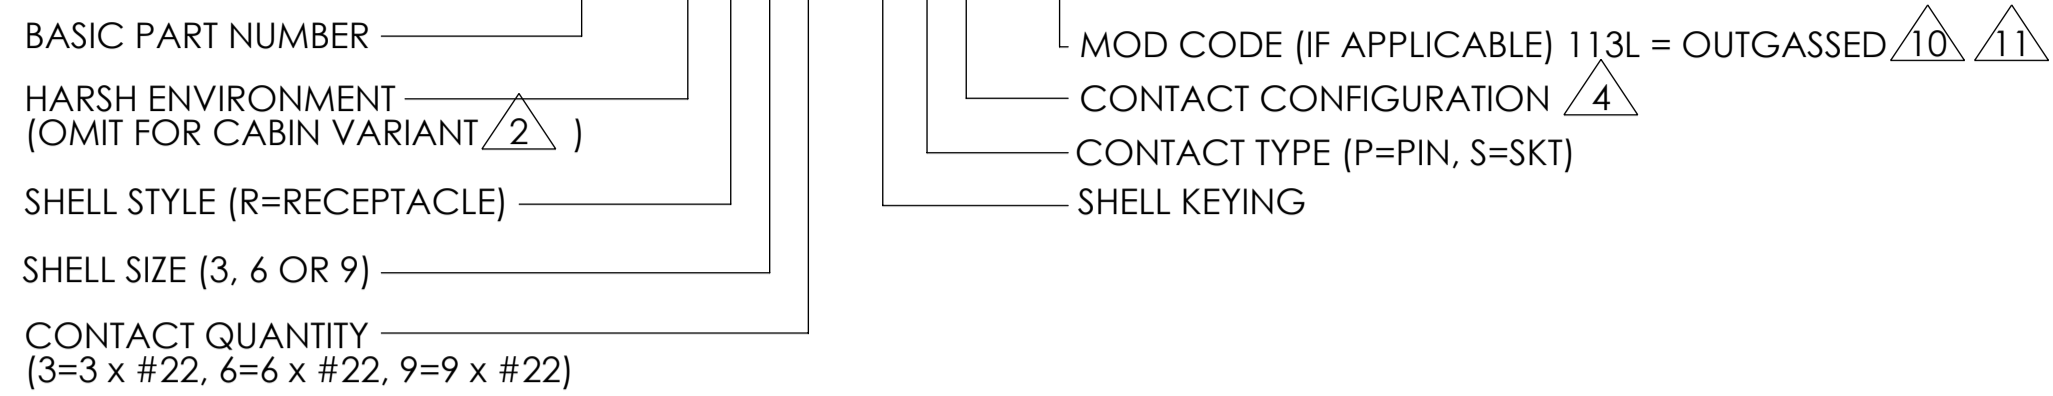 BASIC PART NUMBER
HARSH ENVIRONMENT
(OMIT FOR CABIN VARIANT 2 )
SHELL STYLE (R=RECEPTACLE)
SHELL SIZE (3, 6 OR 9)
CONTACT QUANTITY
(3=3 x #22, 6=6 x #22, 9=9 x #22)
MOD CODE (IF APPLICABLE) 113L = OUTGASSED 10 11
CONTACT CONFIGURATION 4
CONTACT TYPE (P=PIN, S=SKT)
SHELL KEYING